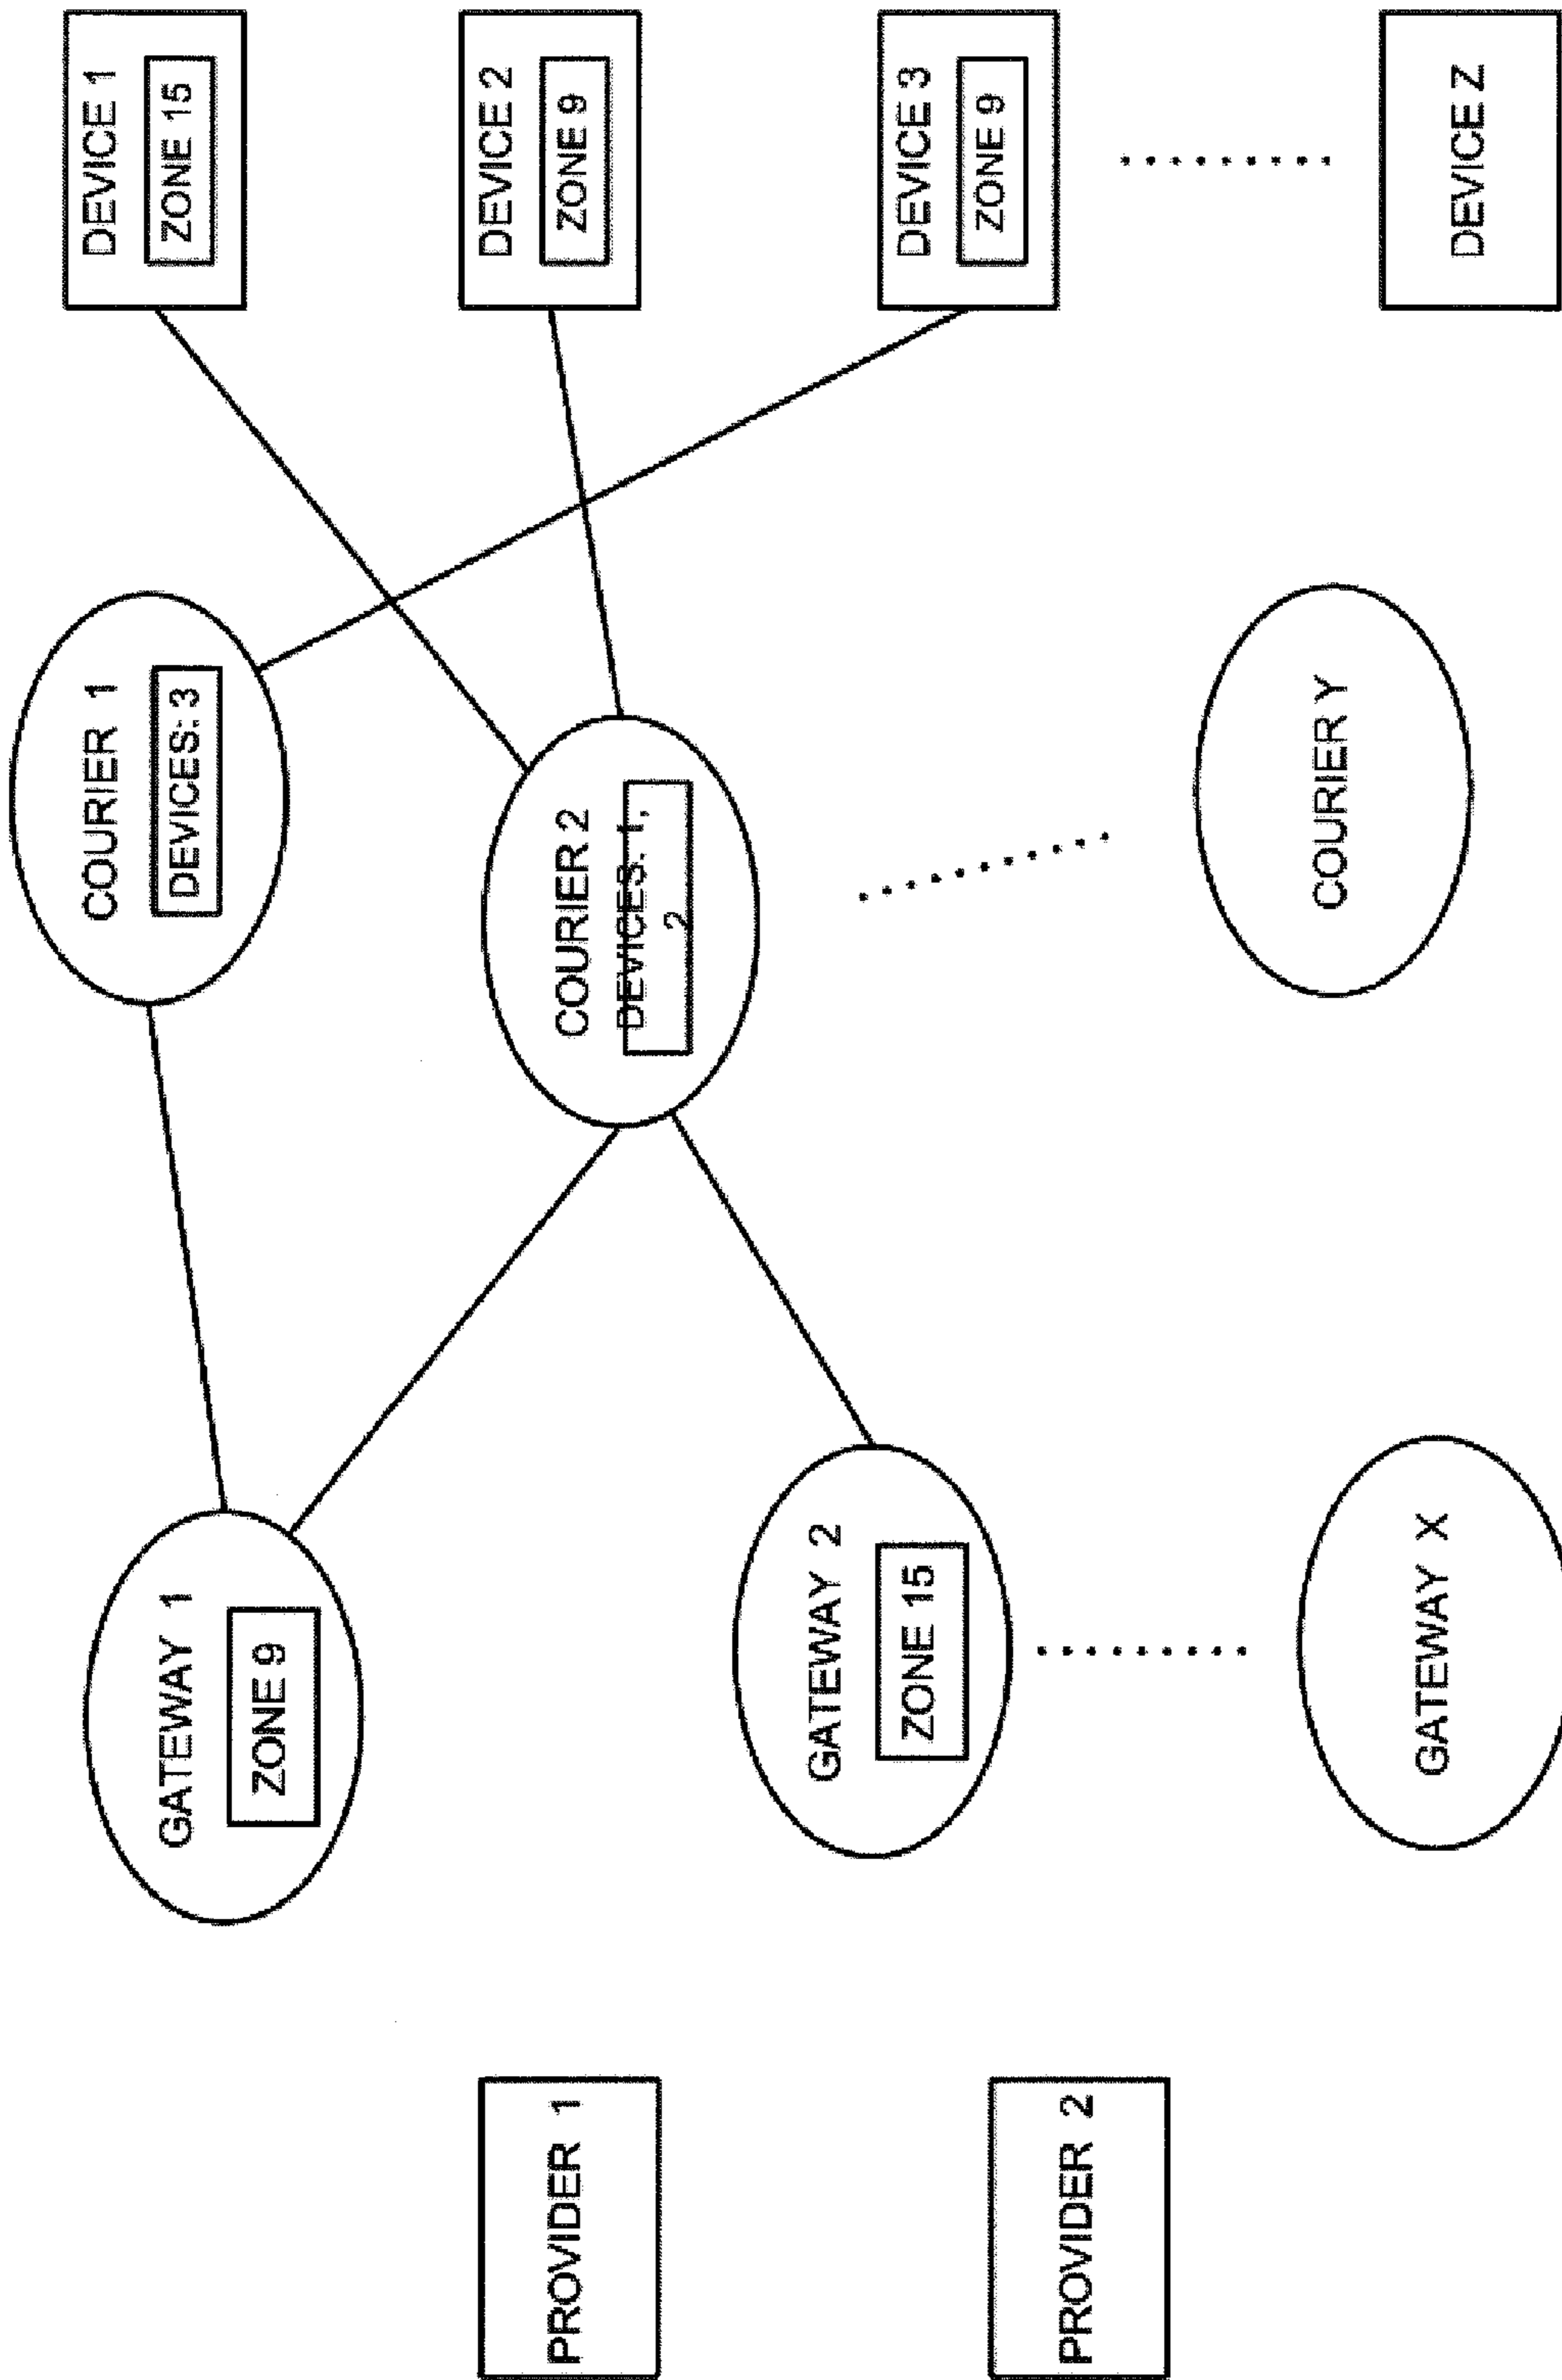 PROVIDER 1
PROVIDER 2
GATEWAY 1
ZONE 9
GATEWAY 2
ZONE 15
GATEWAY X
COURIER 1
DEVICES: 3
COURIER 2
DEVICES: 1,
2
COURIER Y
DEVICE 1
ZONE 15
DEVICE 2
ZONE 9
DEVICE 3
ZONE 9
DEVICE Z